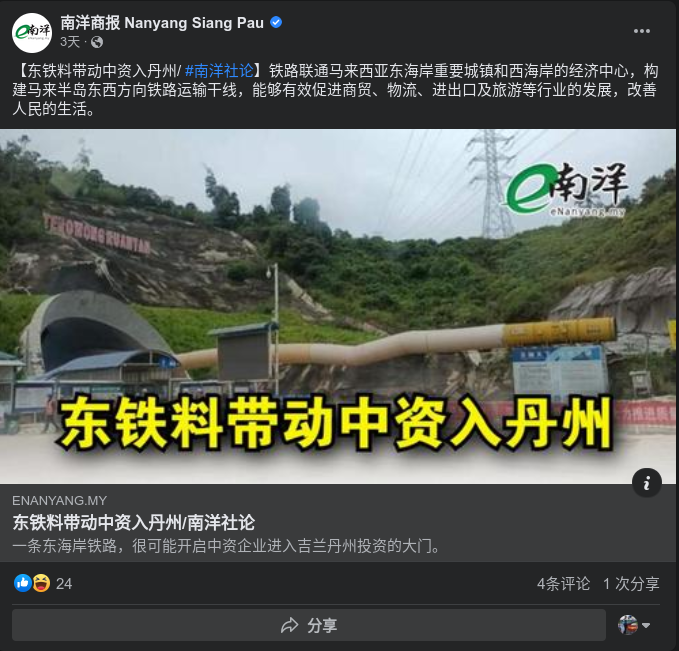 南洋商报 Nanyang Siang Pau
3天 ·
【东铁料带动中资入丹州/ #南洋社论】铁路联通马来西亚东海岸重要城镇和西海岸的经济中心，构
建马来半岛东西方向铁路运输干线，能够有效促进商贸、物流、进出口及旅游等行业的发展，改善
人民的生活。
e南洋
eNanyang.my
东铁料带动中资入丹州
ENANYANG.MY
东铁料带动中资入丹州/南洋社论
一条东海岸铁路，很可能开启中资企业进入吉兰丹州投资的大门。
24
4条评论 1 次分享
分享